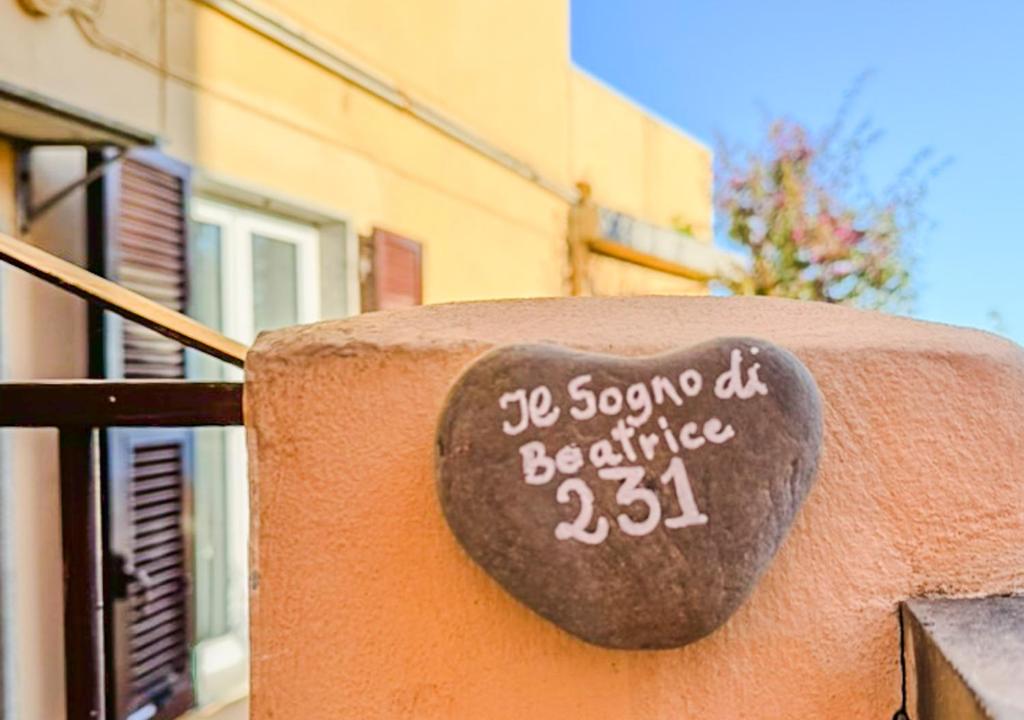 Il Sogno di
Beatrice
231